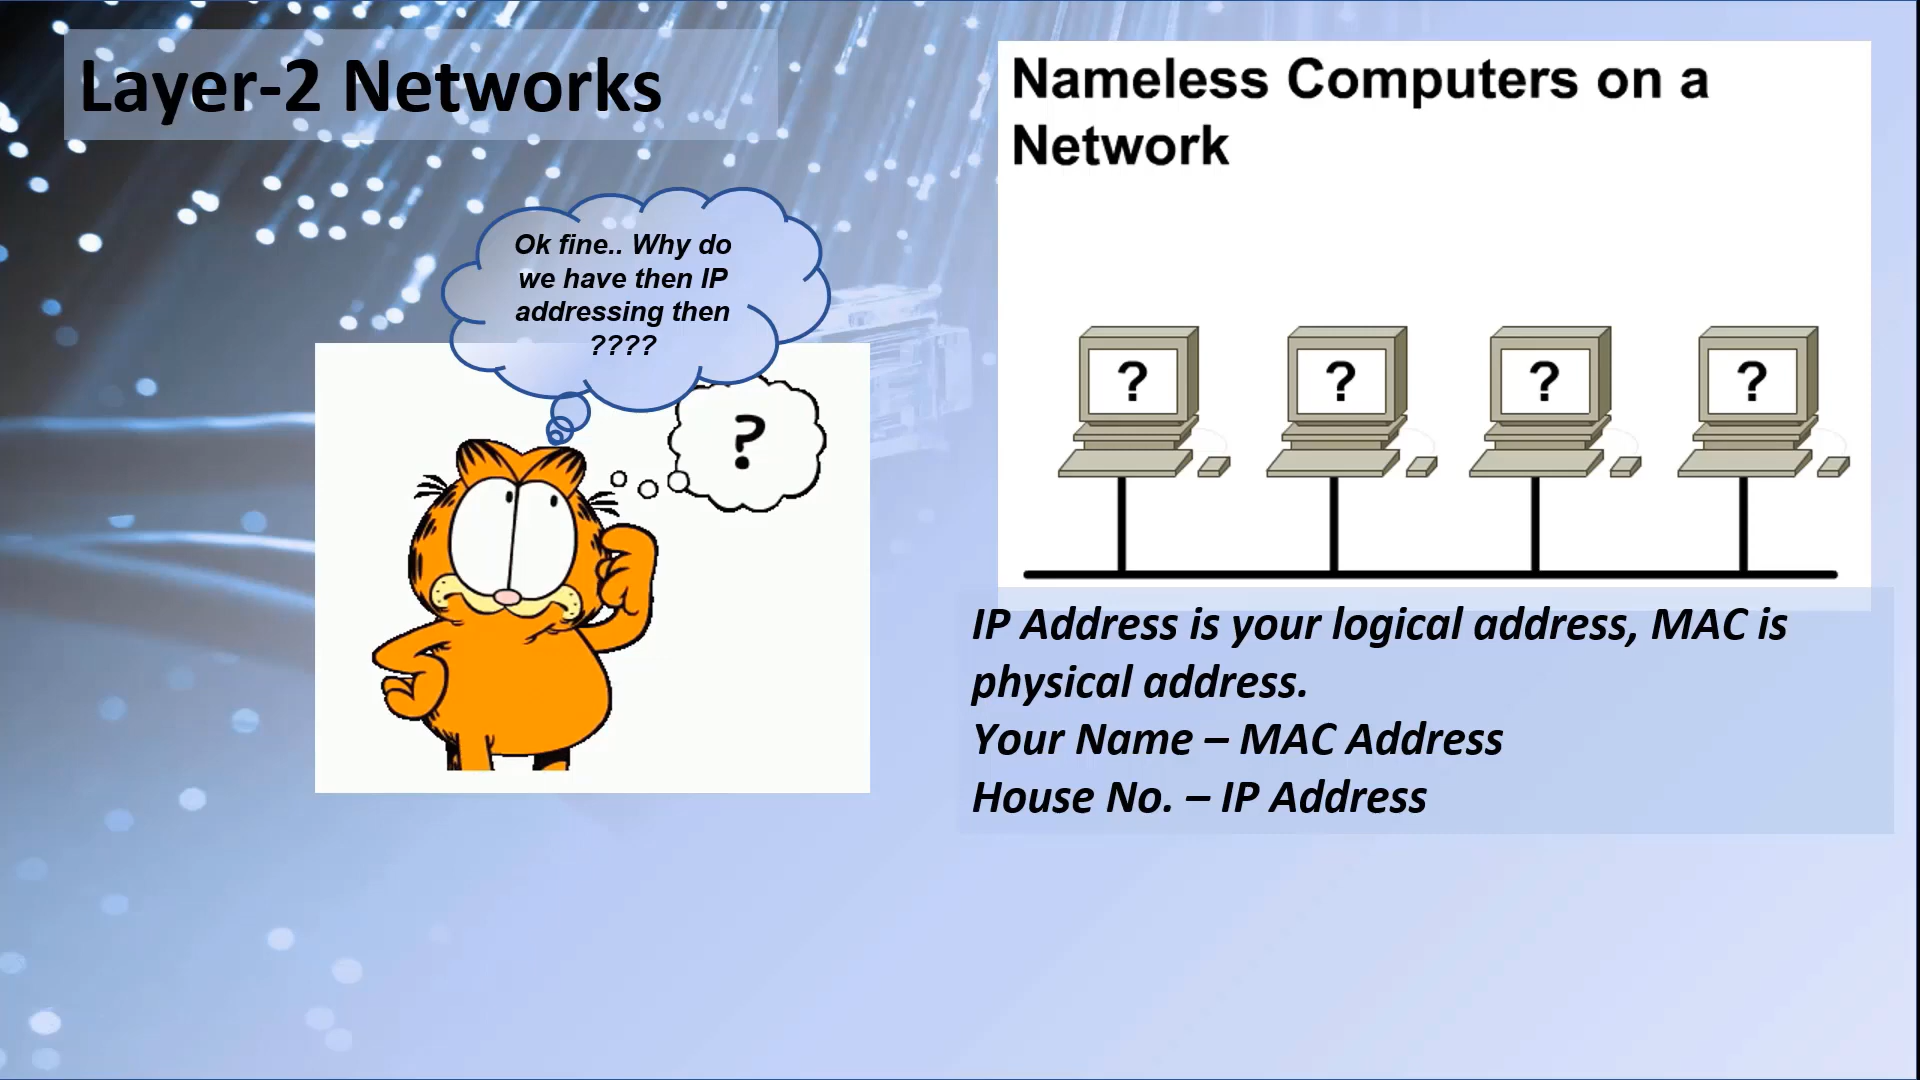 Layer-2 Networks
Nameless Computers on a
Network
Ok fine.. Why do
we have then IP
addressing then
????
?
? ? ? ?
IP Address is your logical address, MAC is
physical address.
Your Name – MAC Address
House No. – IP Address